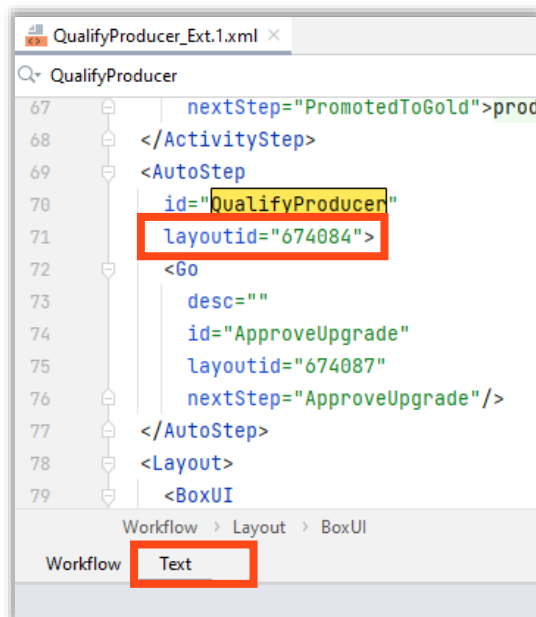 QualifyProducer_Ext.1.xml
QualifyProducer
67 nextStep="PromotedToGold">prod
68 </ActivityStep>
69 <AutoStep
70 id="QualifyProducer"
71 layoutid="674084">
72 <Go
73 desc=""
74 id="ApproveUpgrade"
75 layoutid="674087"
76 nextStep="ApproveUpgrade"/>
77 </AutoStep>
78 <Layout>
79 <BoxUI
Workflow > Layout > BoxUI
Workflow Text